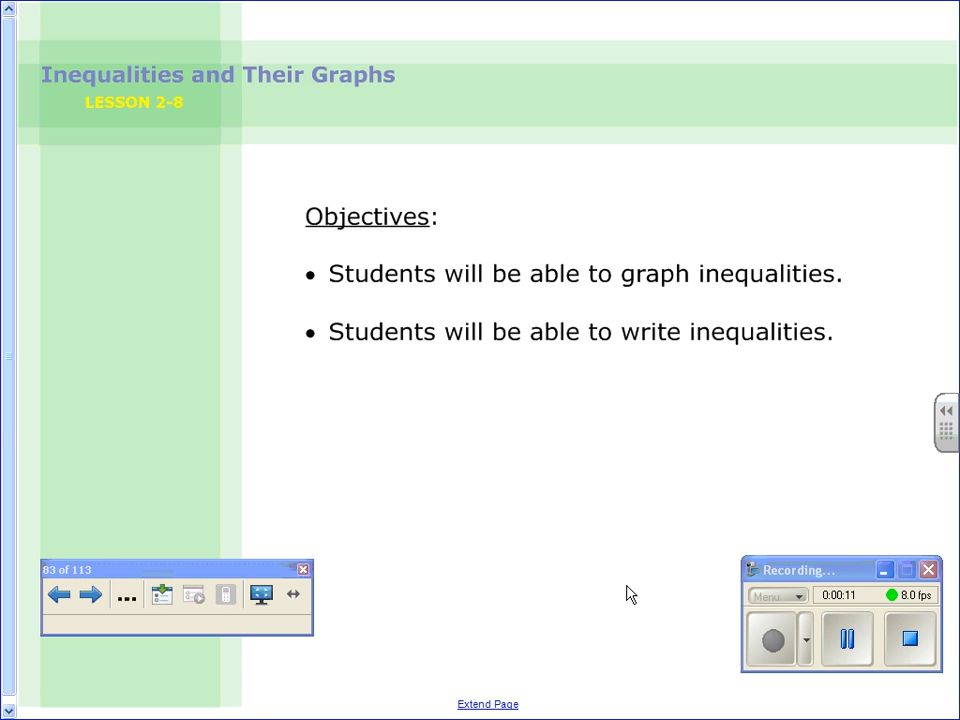 Inequalities and Their Graphs
LESSON 2-8
Objectives:
• Students will be able to graph inequalities.
• Students will be able to write inequalities.
83 of 113
...
Recording...
Menu
0:00:11
8.0 fps
Extend Page